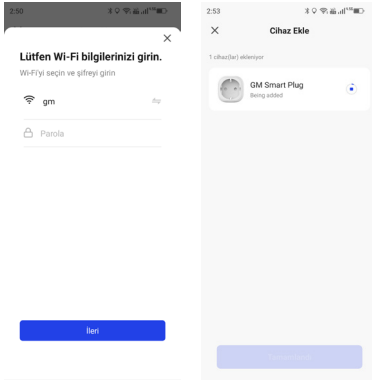 2:50
Lütfen Wi-Fi bilgilerinizi girin.
Wi-Fi'yi seçin ve şifreyi girin
gm
Parola
İleri
2:53
Cihaz Ekle
1 cihaz(lar) ekleniyor
GM Smart Plug
Being added